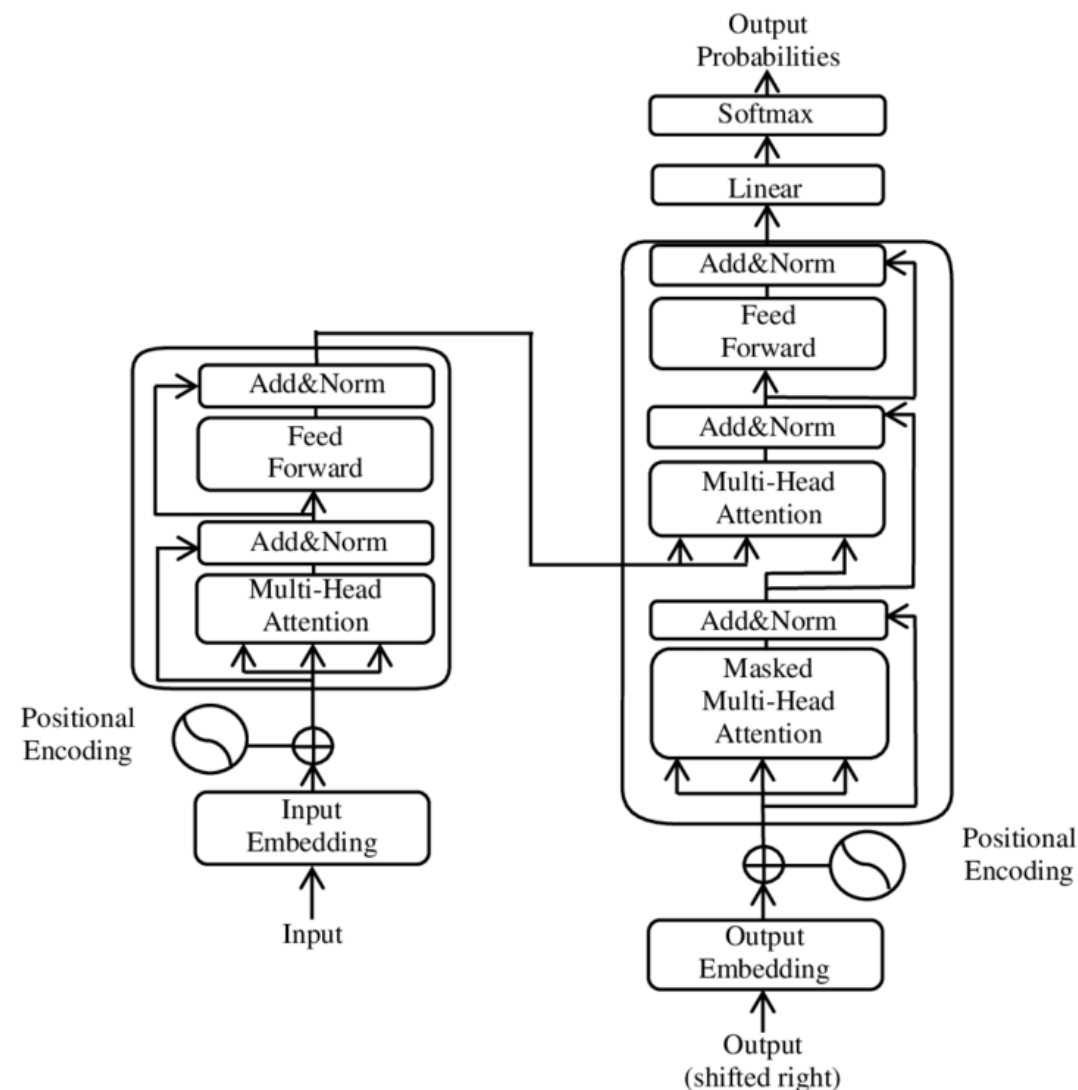 Output
Probabilities
Softmax
Linear
Add&Norm
Feed
Forward
Add&Norm
Multi-Head
Attention
Add&Norm
Masked
Multi-Head
Attention
Positional
Encoding
Output
Embedding
Output
(shifted right)
Add&Norm
Feed
Forward
Add&Norm
Multi-Head
Attention
Positional
Encoding
Input
Embedding
Input